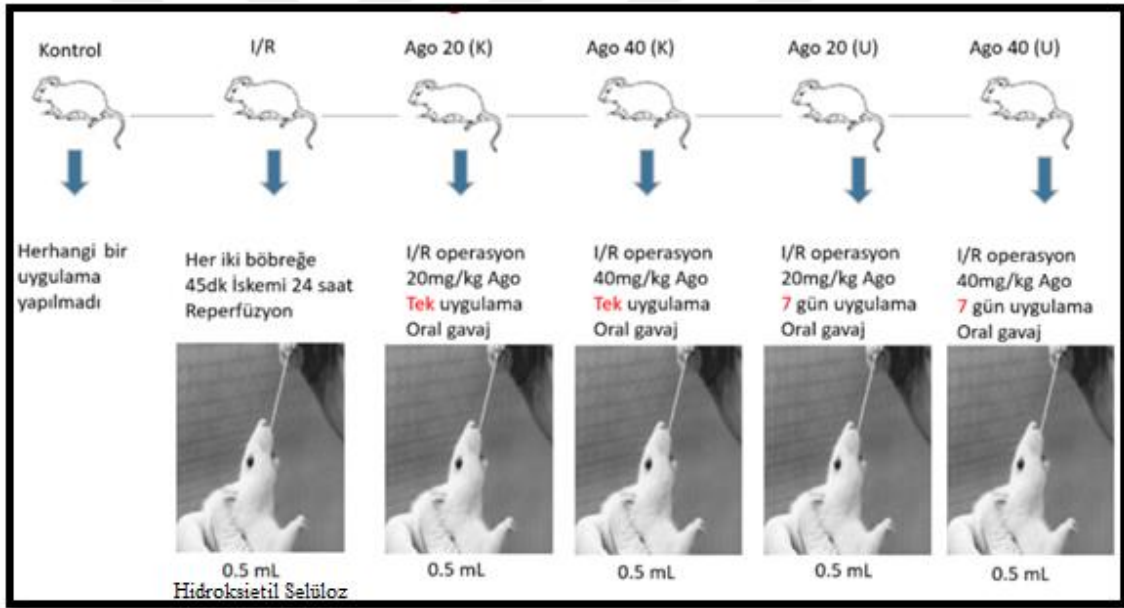 Kontrol
I/R
Ago 20 (K)
Ago 40 (K)
Ago 20 (U)
Ago 40 (U)
Herhangi bir
uygulama
yapılmadı
Her iki böbreğe
45dk İskemi 24 saat
Reperfüzyon
I/R operasyon
20mg/kg Ago
Tek uygulama
Oral gavaj
I/R operasyon
40mg/kg Ago
Tek uygulama
Oral gavaj
I/R operasyon
20mg/kg Ago
7 gün uygulama
Oral gavaj
I/R operasyon
40mg/kg Ago
7 gün uygulama
Oral gavaj
0.5 mL
Hidroksietil Selüloz
0.5 mL
0.5 mL
0.5 mL
0.5 mL